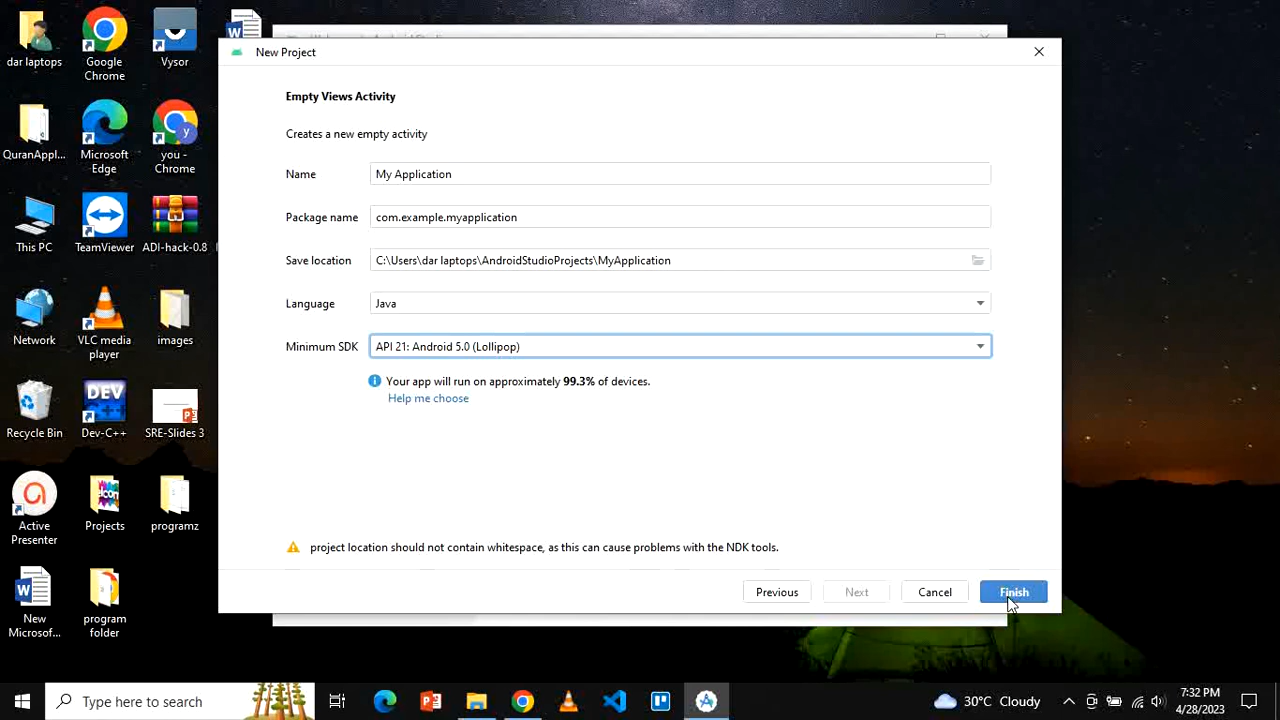 New Project
Empty Views Activity
Creates a new empty activity
Name My Application
Package name com.example.myapplication
Save location C:\Users\dar laptops\AndroidStudioProjects\MyApplication
Language Java
Minimum SDK API 21: Android 5.0 (Lollipop)
Your app will run on approximately 99.3% of devices.
Help me choose
project location should not contain whitespace, as this can cause problems with the NDK tools.
Previous Next Cancel Finish
dar laptops
Google Chrome
Vysor
QuranAppl...
Microsoft Edge
you - Chrome
This PC
TeamViewer
ADI-hack-0.8
Network
VLC media player
images
Recycle Bin
Dev-C++
SRE-Slides 3
Active Presenter
Projects
programz
New Microsof...
program folder
Type here to search
30°C Cloudy
7:32 PM
4/28/2023